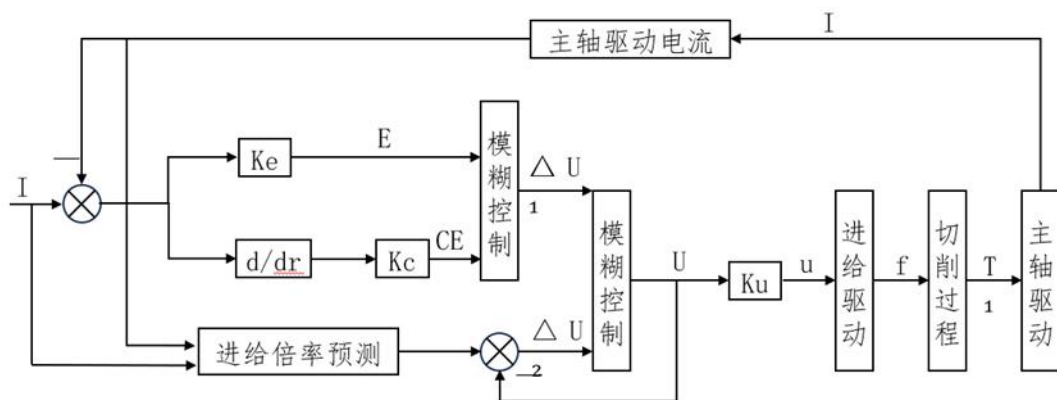 主轴驱动电流
I
—
I
Ke
E
模糊控制
△ U
1
d/dr
Kc
CE
模糊控制
U
Ku
u
进给驱动
f
切削过程
T
1
主轴驱动
进给倍率预测
△ U
—
2